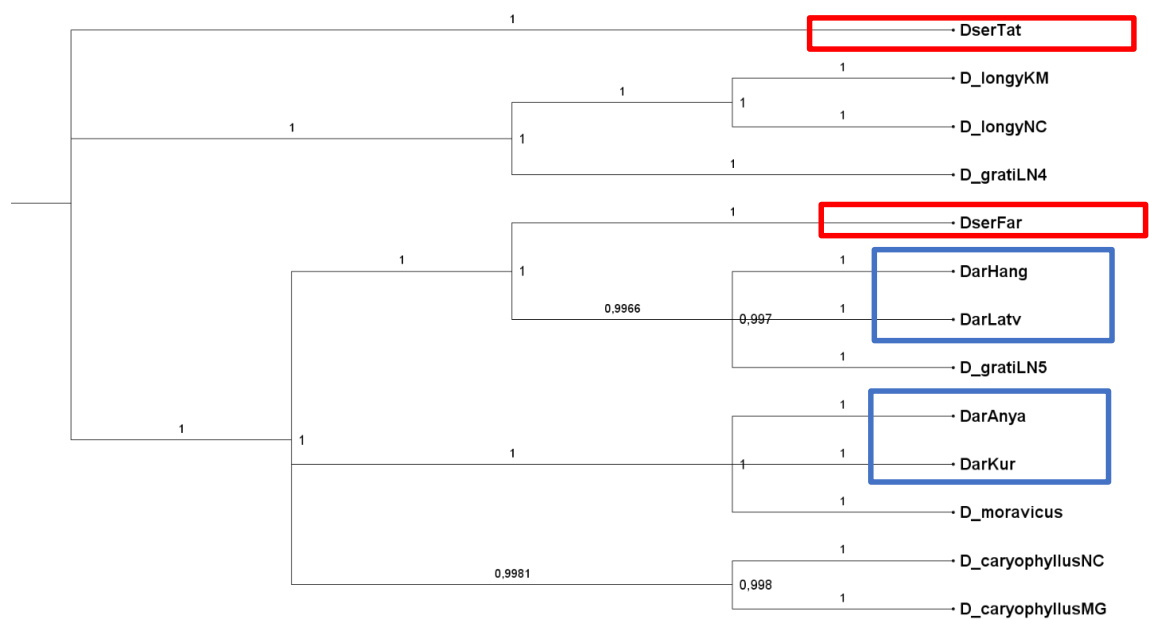 1
DserTat
1
D_longyKM
1
1
1
D_longyNC
1
1
1
D_gratiLN4
1
DserFar
1
1
1
DarHang
0,9966
0,997
1
DarLatv
1
D_gratiLN5
1
1
1
DarAnya
1
1
1
DarKur
1
D_moravicus
1
D_caryophyllusNC
0,9981
0,998
1
D_caryophyllusMG